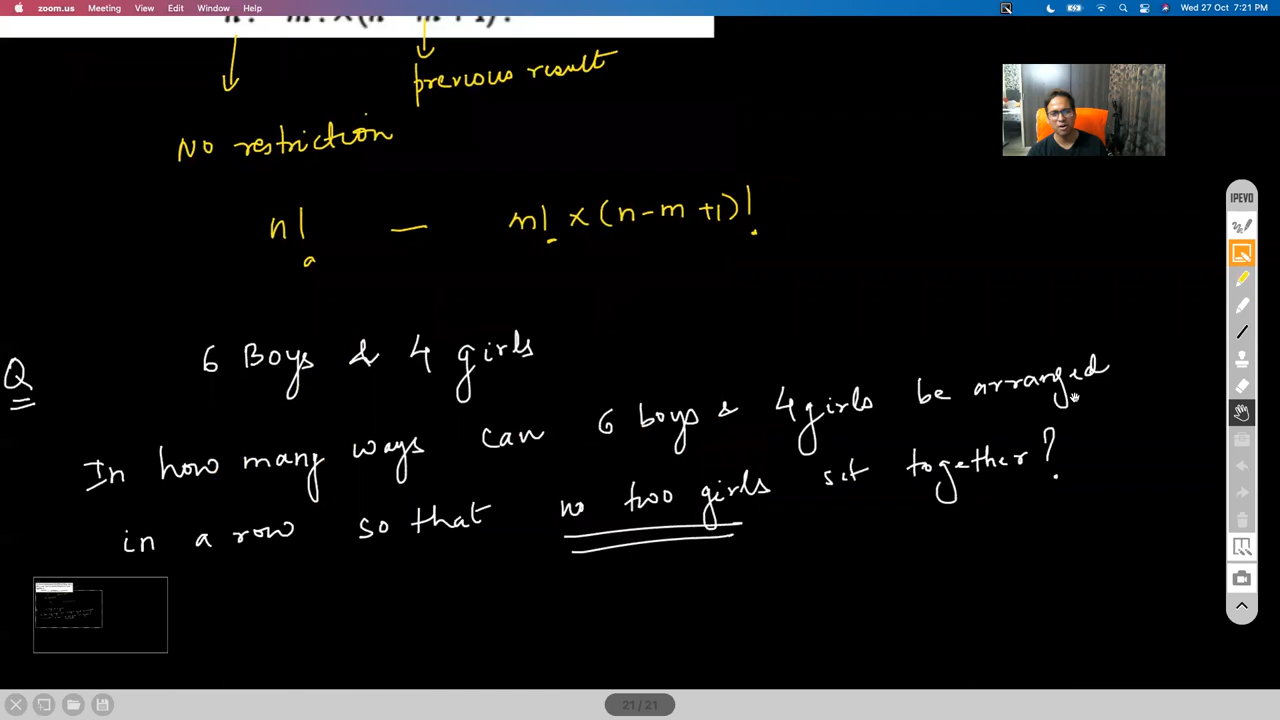 zoom.us Meeting View Edit Window Help Wed 27 Oct 7:21 PM
previous result
No restriction
n! — m! × (n-m +1)!
IPEVO
Q 6 Boys & 4 girls
In how many ways can 6 boys & 4 girls be arranged
in a row so that no two girls sit together?
21 / 21